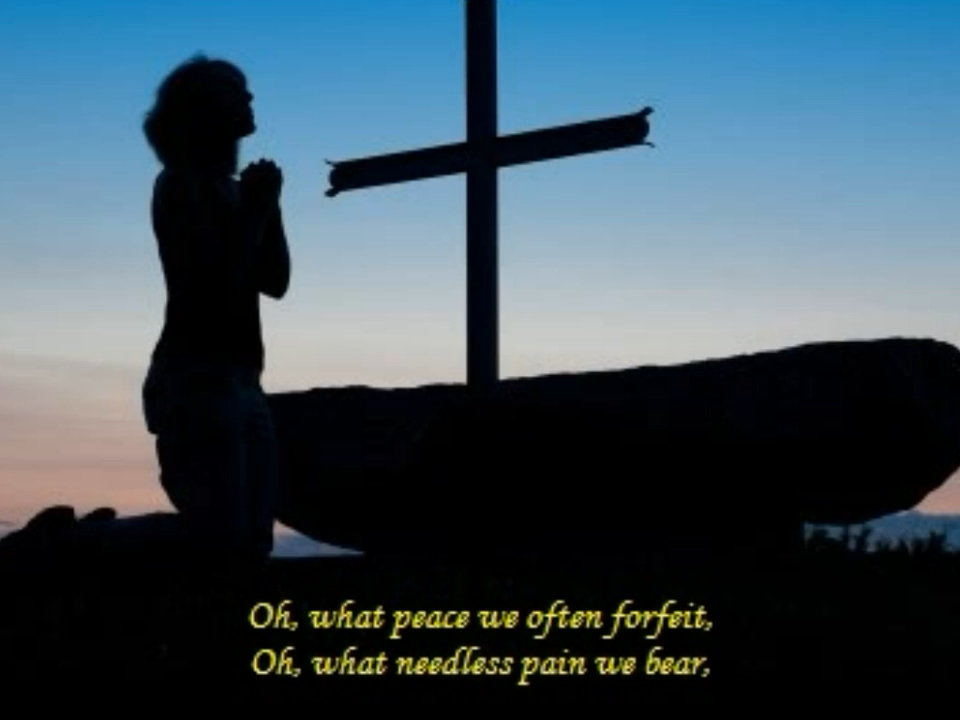 Oh, what peace we often forfeit,
Oh, what needless pain we bear,